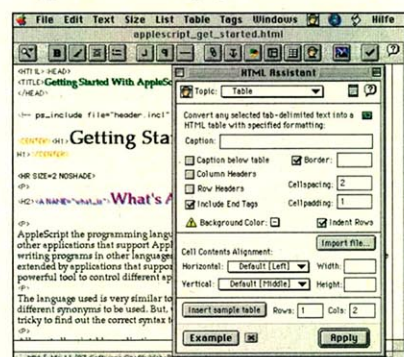 File Edit Text Size List Table Tags Windows Hilfe
applescript_get_started.html
<HTML> <HEAD>
<TITLE>Getting Started With AppleSc
</HEAD>
<!-- ps_include file="header.incl"
<CENTER> <H1>Getting Sta
H1> </CENTER>
<HR SIZE=2 NOSHADE>
<P>
<H2><A NAME="what_is">What's A
<P>
AppleScript the programming lang
other applications that support Appl
writing programs in other languages
extended by applications that suppor
powerful tool to control different ap
<P>
The language used is very similar to
different synonyms to be used. But,
tricky to find out the correct syntax t
HTML Assistant
Topic: Table
Convert any selected tab-delimited text into a
HTML table with specified formatting:
Caption:
Caption below table
Border:
Column Headers
Row Headers
Cellspacing: 2
Include End Tags
Cellpadding: 1
Background Color:
Indent Rows
Import file...
Cell Contents Alignment:
Horizontal: Default [Left] Width:
Vertical: Default [Middle] Height:
Insert sample table Rows: 1 Cols: 2
Example
Apply